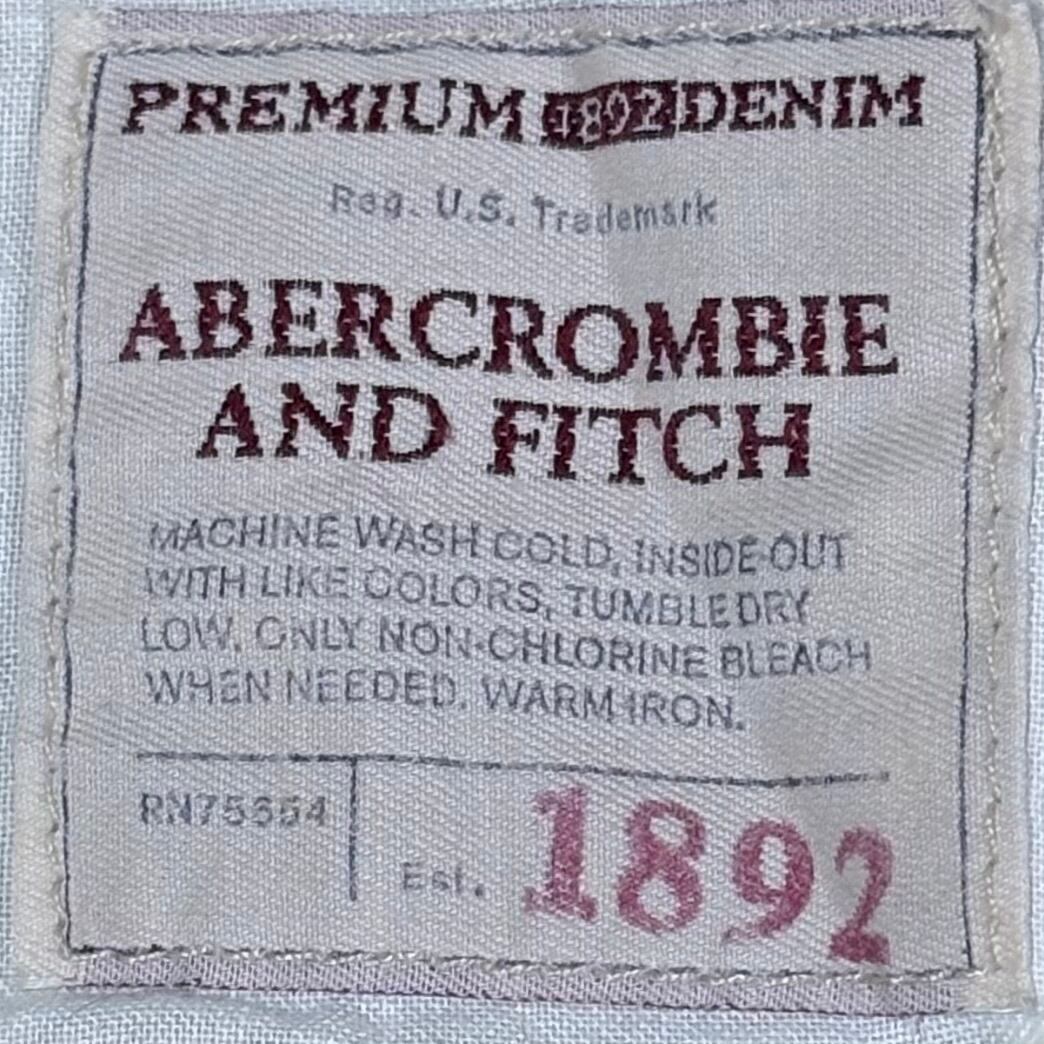 PREMIUM 1892 DENIM
Reg. U.S. Trademark
ABERCROMBIE
AND FITCH
MACHINE WASH COLD, INSIDE-OUT
WITH LIKE COLORS, TUMBLE DRY
LOW. ONLY NON-CHLORINE BLEACH
WHEN NEEDED. WARM IRON.
RN75654
Est. 1892